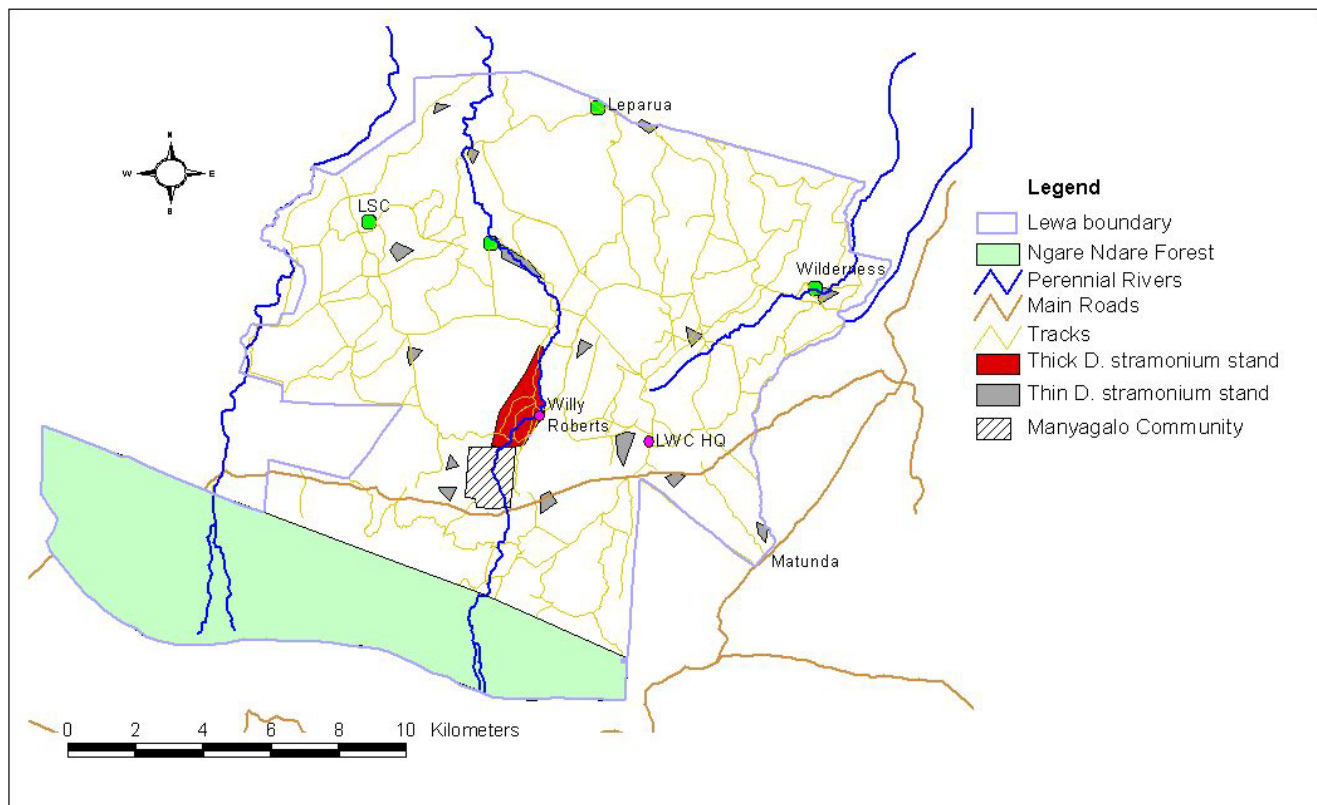 Leparua
N
W E
S
LSC
Wilderness
Willy
Roberts
LWC HQ
Matunda
Legend
Lewa boundary
Ngare Ndare Forest
Perennial Rivers
Main Roads
Tracks
Thick D. stramonium stand
Thin D. stramonium stand
Manyagalo Community
0 2 4 6 8 10 Kilometers